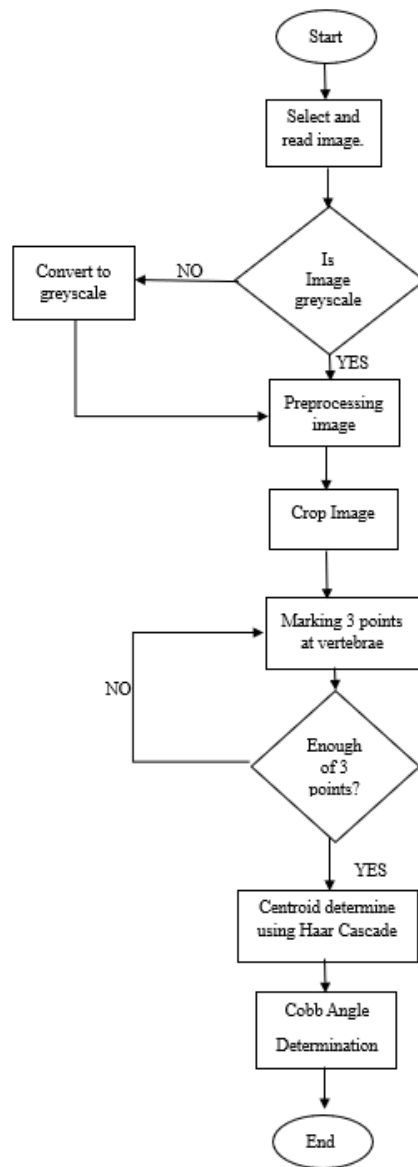 Start
Select and
read image.
Is
Image
greyscale
NO
Convert to
greyscale
YES
Preprocessing
image
Crop Image
Marking 3 points
at vertebrae
NO
Enough
of 3
points?
YES
Centroid determine
using Haar Cascade
Cobb Angle
Determination
End